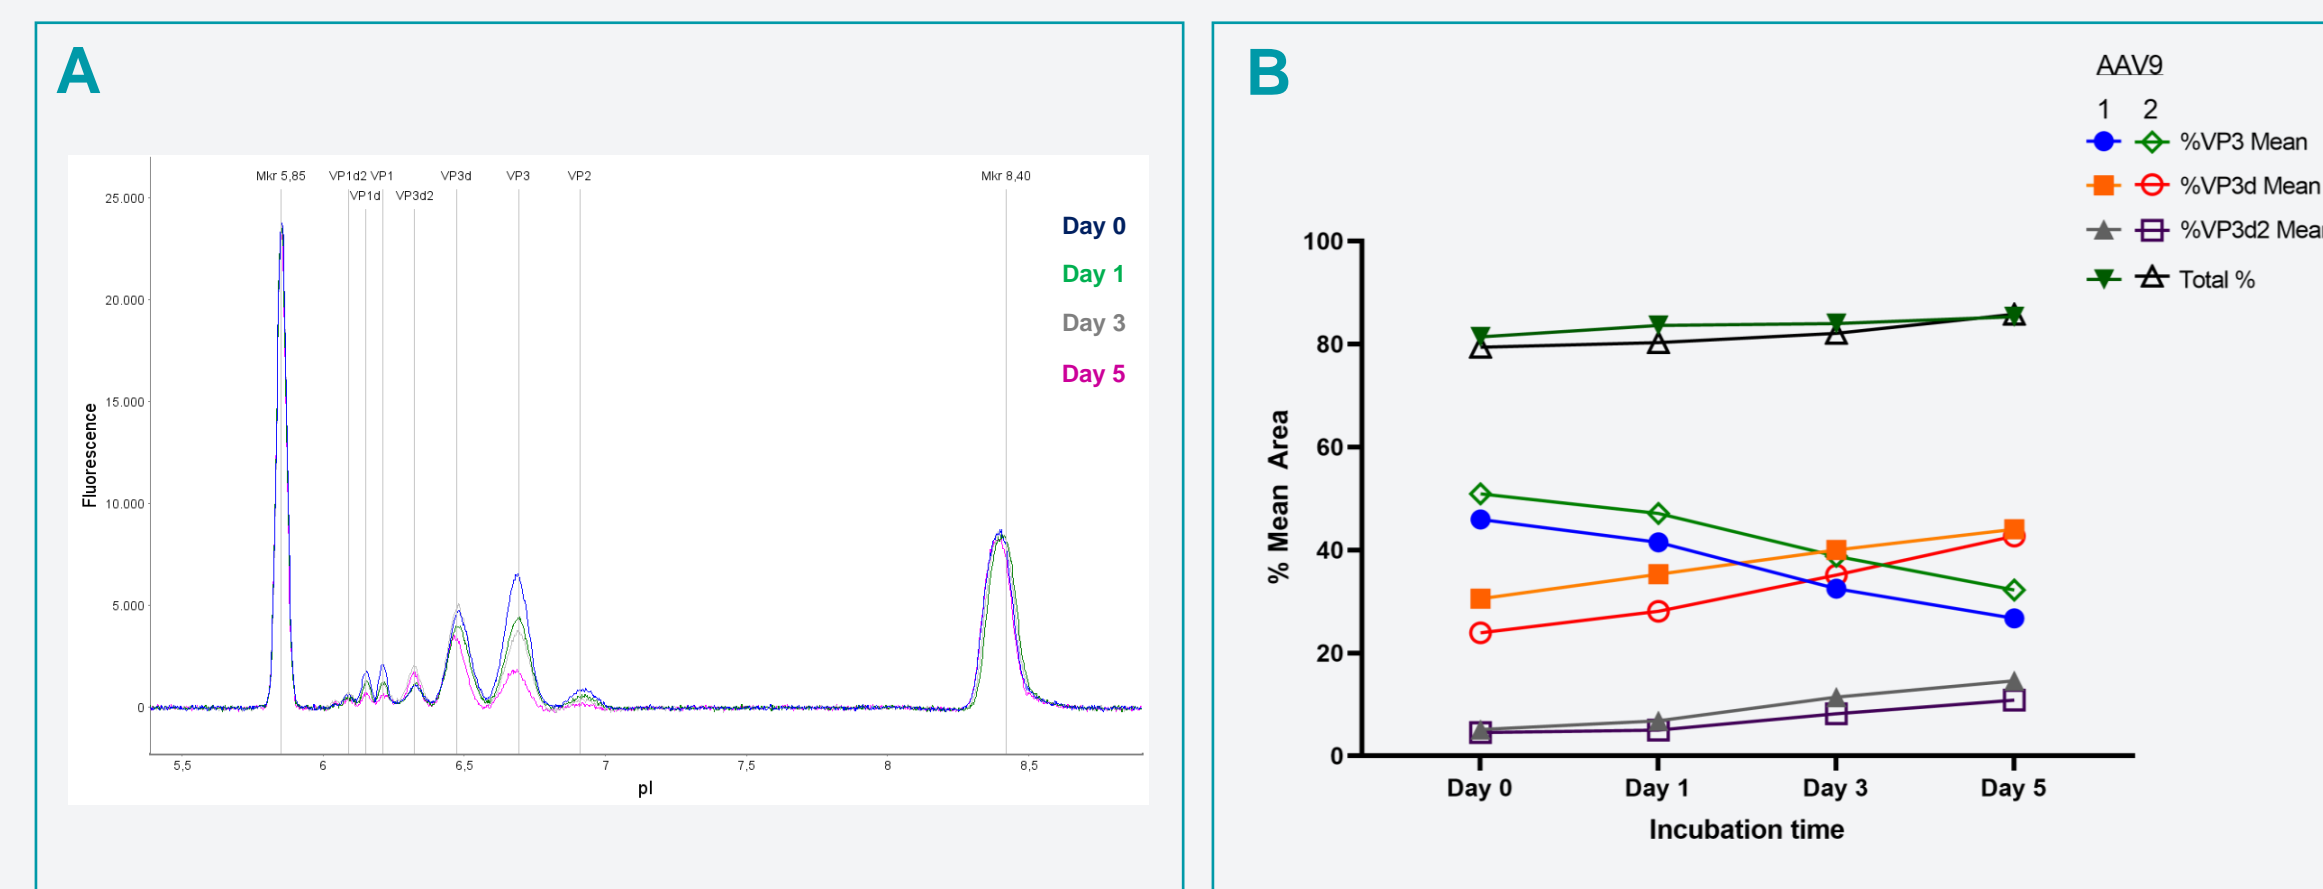 A
Mkr 5,85
VP1d2 VP1
VP3d
VP3
VP2
Mkr 8,40
VP1d
VP3d2
25.000
20.000
15.000
10.000
5.000
0
Fluorescence
Day 0
Day 1
Day 3
Day 5
5,5
6
6,5
7
7,5
8
8,5
pI
B
AAV9
1 2
%VP3 Mean
%VP3d Mean
%VP3d2 Mea
Total %
100
80
60
40
20
0
% Mean Area
Day 0
Day 1
Day 3
Day 5
Incubation time